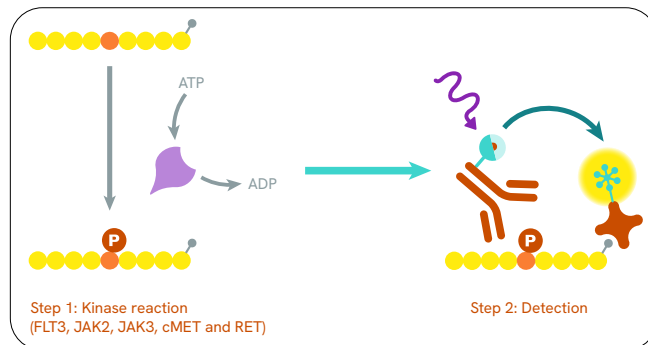 ATP
ADP
P
P
Step 1: Kinase reaction
(FLT3, JAK2, JAK3, cMET and RET)
Step 2: Detection